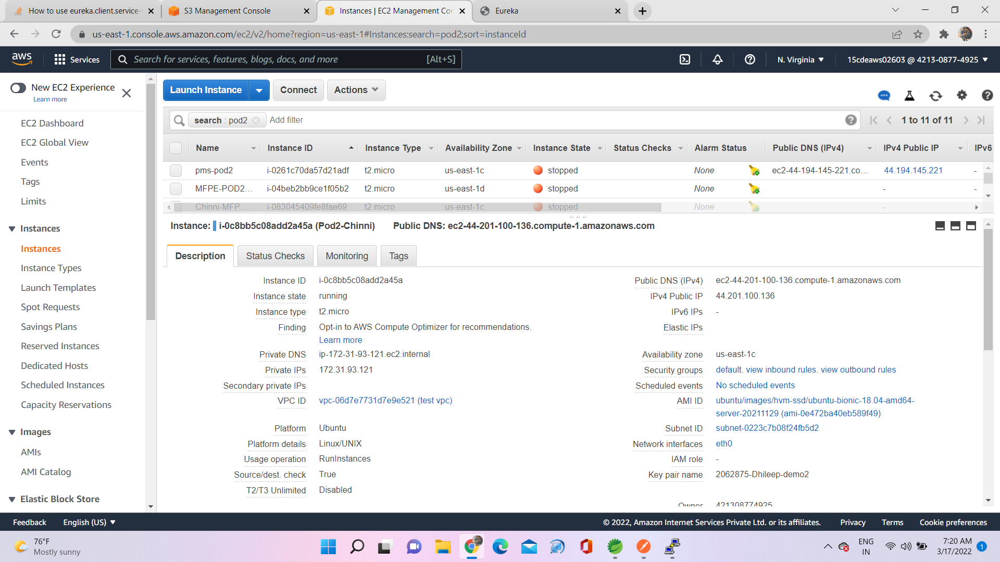 How to use eureka.client.service-
S3 Management Console
Instances | EC2 Management Con
Eureka
us-east-1.console.aws.amazon.com/ec2/v2/home?region=us-east-1#Instances:search=pod2;sort=instanceId
aws
Services
Search for services, features, blogs, docs, and more
[Alt+S]
N. Virginia
15cdeaws02603 @ 4213-0877-4925
New EC2 Experience
Learn more
EC2 Dashboard
EC2 Global View
Events
Tags
Limits
Instances
Instances
Instance Types
Launch Templates
Spot Requests
Savings Plans
Reserved Instances
Dedicated Hosts
Scheduled Instances
Capacity Reservations
Images
AMIs
AMI Catalog
Elastic Block Store
Launch Instance
Connect
Actions
search : pod2
Add filter
1 to 11 of 11
Name Instance ID Instance Type Availability Zone Instance State Status Checks Alarm Status Public DNS (IPv4) IPv4 Public IP IPv6
pms-pod2 i-0261c70da57d21adf t2.micro us-east-1c stopped None ec2-44-194-145-221.co... 44.194.145.221 -
MFPE-POD2... i-04beb2bb9ce1f05b2 t2.micro us-east-1d stopped None - -
Chinni-MFP... i-083045409fe8fae69 t2.micro us-east-1c stopped None - -
Instance: i-0c8bb5c08add2a45a (Pod2-Chinni) Public DNS: ec2-44-201-100-136.compute-1.amazonaws.com
Description
Status Checks
Monitoring
Tags
Instance ID i-0c8bb5c08add2a45a
Instance state running
Instance type t2.micro
Finding Opt-in to AWS Compute Optimizer for recommendations.
Learn more
Private DNS ip-172-31-93-121.ec2.internal
Private IPs 172.31.93.121
Secondary private IPs
VPC ID vpc-06d7e7731d7e9e521 (test vpc)
Platform Ubuntu
Platform details Linux/UNIX
Usage operation RunInstances
Source/dest. check True
T2/T3 Unlimited Disabled
Public DNS (IPv4) ec2-44-201-100-136.compute-1.amazonaws.com
IPv4 Public IP 44.201.100.136
IPv6 IPs -
Elastic IPs
Availability zone us-east-1c
Security groups default. view inbound rules. view outbound rules
Scheduled events No scheduled events
AMI ID ubuntu/images/hvm-ssd/ubuntu-bionic-18.04-amd64-
server-20211129 (ami-0e472ba40eb589f49)
Subnet ID subnet-0223c7b08f24fb5d2
Network interfaces eth0
IAM role -
Key pair name 2062875-Dhileep-demo2
Owner 421308774925
Feedback
English (US)
© 2022, Amazon Internet Services Private Ltd. or its affiliates.
Privacy
Terms
Cookie preferences
76°F
Mostly sunny
ENG
IN
7:20 AM
3/17/2022
1